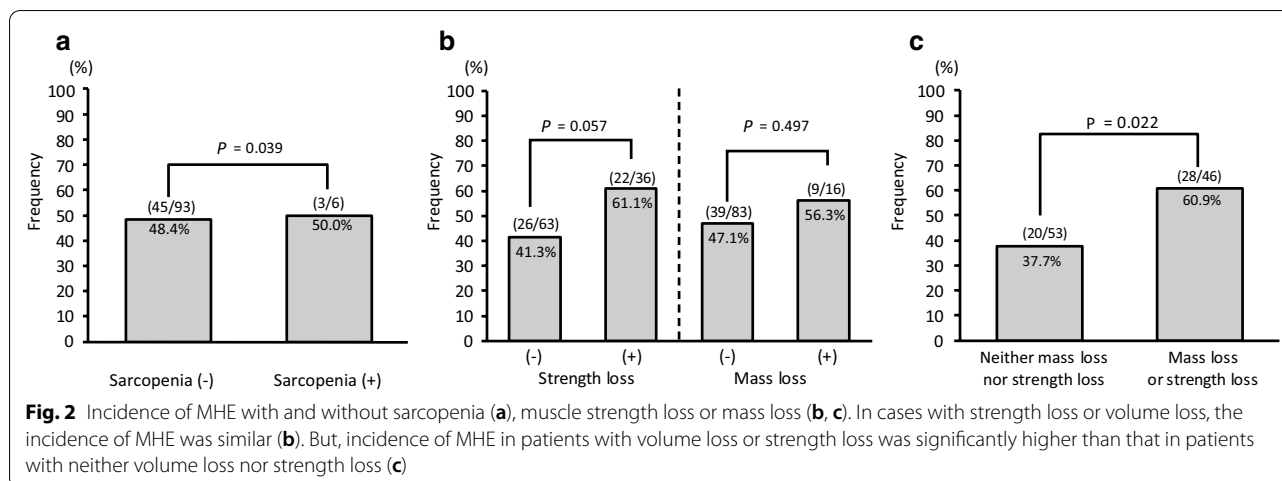 a
(%)
100
90
80
70
60
50
40
30
20
10
0
Frequency
P = 0.039
(45/93)
48.4%
(3/6)
50.0%
Sarcopenia (-)
Sarcopenia (+)
b
(%)
100
90
80
70
60
50
40
30
20
10
0
Frequency
P = 0.057
(26/63)
41.3%
(22/36)
61.1%
P = 0.497
(39/83)
47.1%
(9/16)
56.3%
(-)
(+)
(-)
(+)
Strength loss
Mass loss
c
(%)
100
90
80
70
60
50
40
30
20
10
0
Frequency
P = 0.022
(20/53)
37.7%
(28/46)
60.9%
Neither mass loss
nor strength loss
Mass loss
or strength loss
Fig. 2 Incidence of MHE with and without sarcopenia (a), muscle strength loss or mass loss (b, c). In cases with strength loss or volume loss, the
incidence of MHE was similar (b). But, incidence of MHE in patients with volume loss or strength loss was significantly higher than that in patients
with neither volume loss nor strength loss (c)